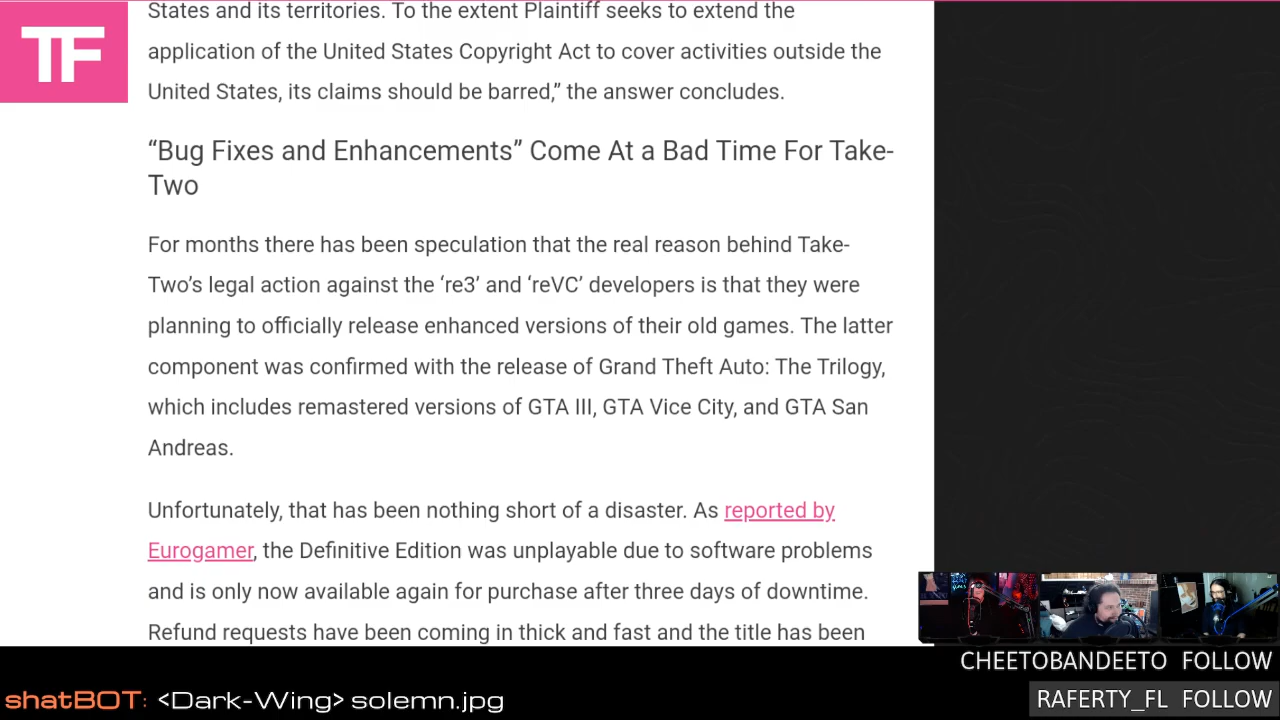 TF
States and its territories. To the extent Plaintiff seeks to extend the
application of the United States Copyright Act to cover activities outside the
United States, its claims should be barred,” the answer concludes.
“Bug Fixes and Enhancements” Come At a Bad Time For Take-
Two
For months there has been speculation that the real reason behind Take-
Two’s legal action against the ‘re3’ and ‘reVC’ developers is that they were
planning to officially release enhanced versions of their old games. The latter
component was confirmed with the release of Grand Theft Auto: The Trilogy,
which includes remastered versions of GTA III, GTA Vice City, and GTA San
Andreas.
Unfortunately, that has been nothing short of a disaster. As reported by
Eurogamer, the Definitive Edition was unplayable due to software problems
and is only now available again for purchase after three days of downtime.
Refund requests have been coming in thick and fast and the title has been
CHEETOBANDEETO FOLLOW
shatBOT: <Dark-Wing> solemn.jpg
RAFERTY_FL FOLLOW